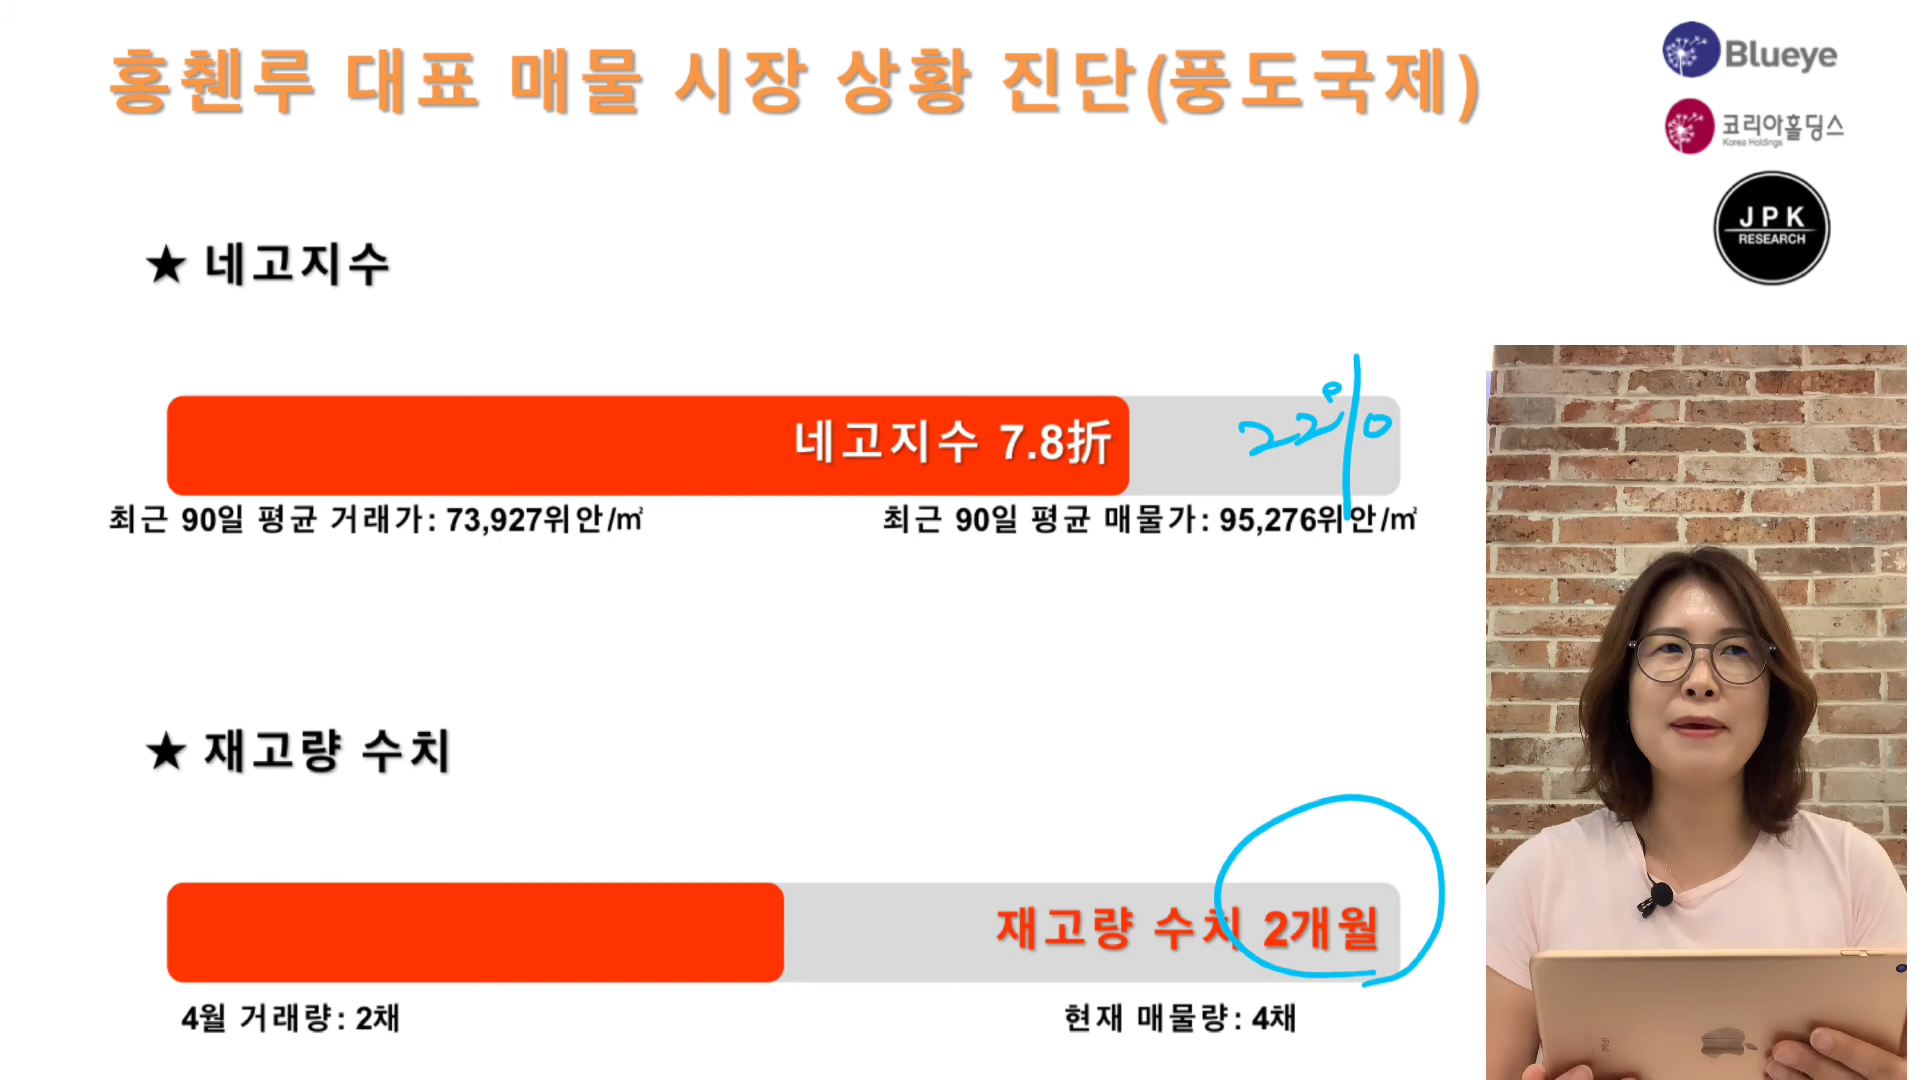 홍췐루 대표 매물 시장 상황 진단(풍도국제)
Blueye
코리아홀딩스
Korea Holdings
JPK
RESEARCH
★ 네고지수
네고지수 7.8折
22%
최근 90일 평균 거래가: 73,927위안/㎡
최근 90일 평균 매물가: 95,276위안/㎡
★ 재고량 수치
재고량 수치 2개월
4월 거래량: 2채
현재 매물량: 4채
iPad